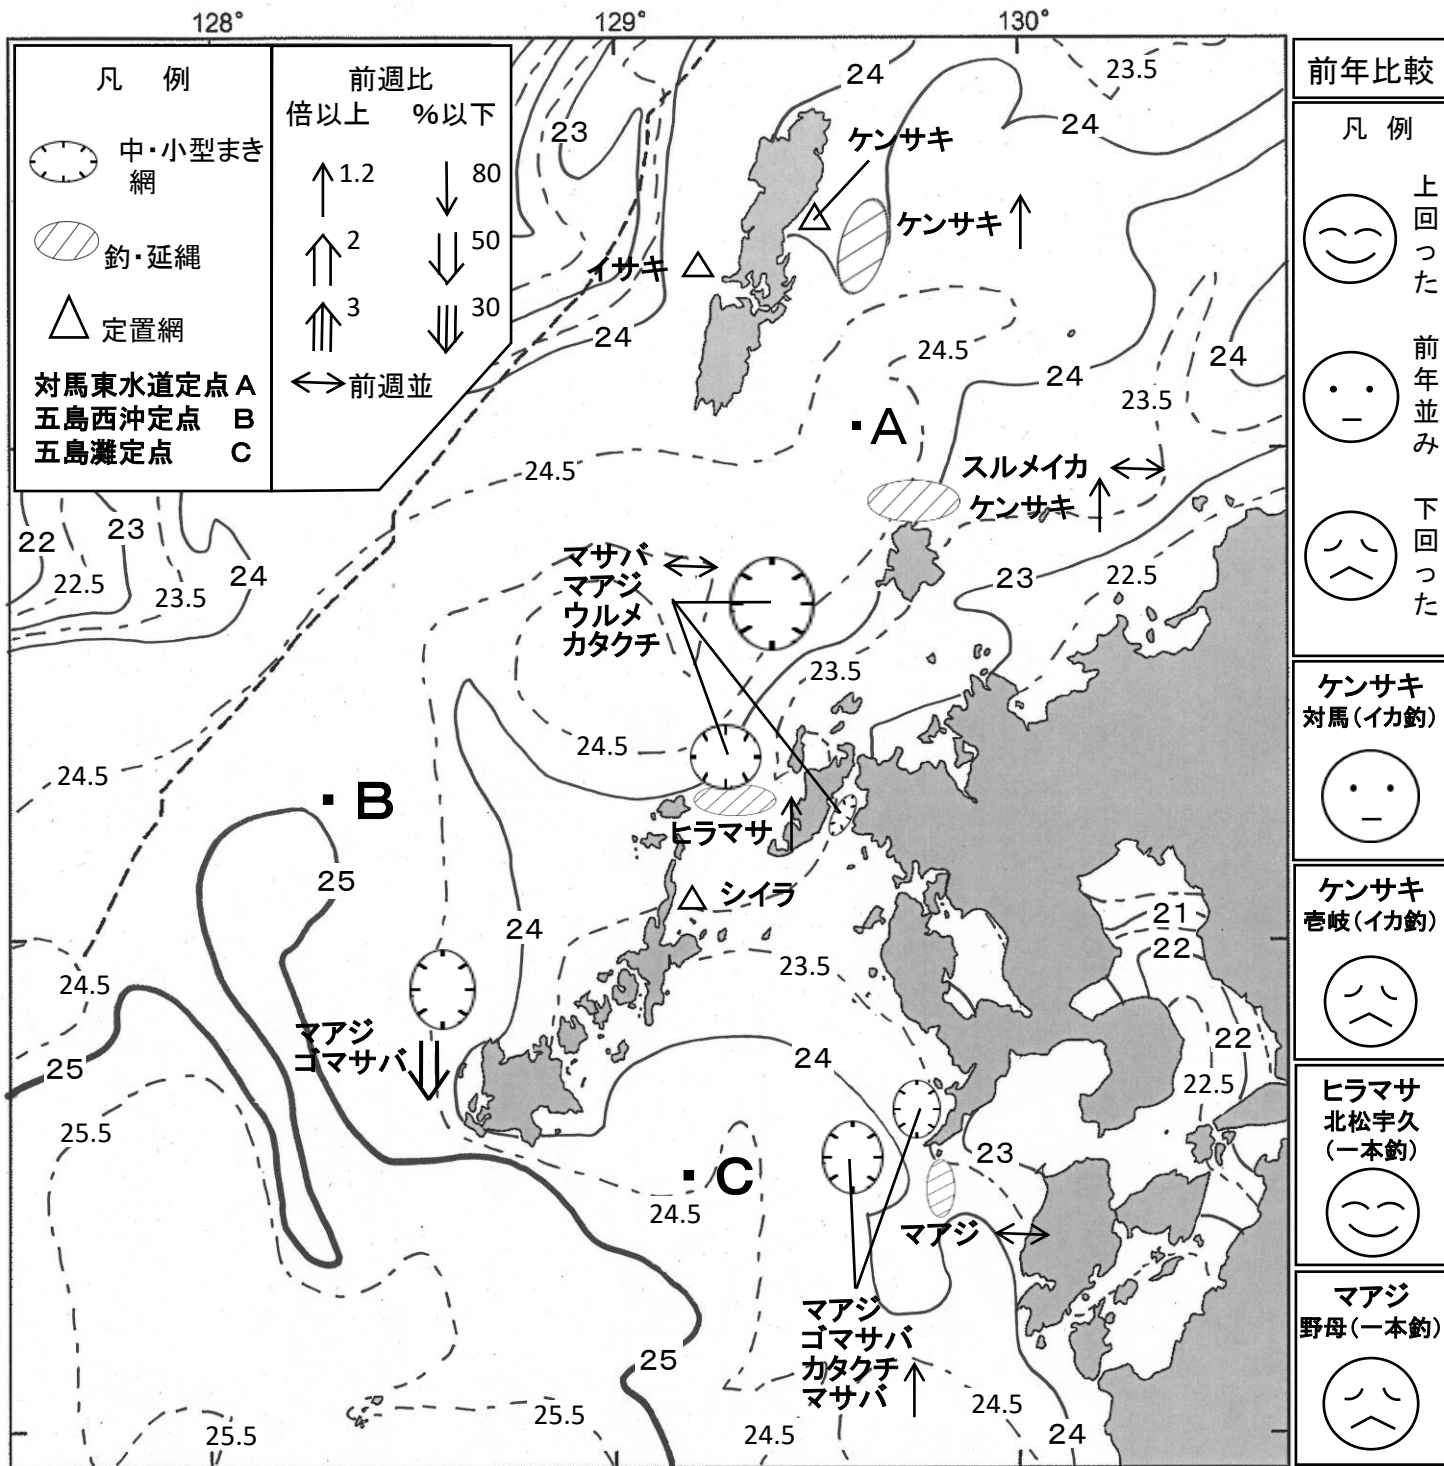 128°
129°
130°
凡 例
中・小型まき
網
釣・延縄
定置網
対馬東水道定点 A
五島西沖定点 B
五島灘定点 C
前週比
倍以上 %以下
1.2 80
2 50
3 30
前週並
前年比較
凡 例
上回った
前年並み
下回った
ケンサキ
対馬(イカ釣)
ケンサキ
壱岐(イカ釣)
ヒラマサ
北松宇久
(一本釣)
マアジ
野母(一本釣)
24
23.5
23
24
ケンサキ
ケンサキ
イサキ
24
24.5
24
24
23.5
A
24.5
スルメイカ
ケンサキ
22
23
22.5
23.5
24
マサバ
マアジ
ウルメ
カタクチ
23
22.5
23.5
24.5
24.5
B
ヒラマサ
25
シイラ
24
21
22
23.5
24.5
マアジ
ゴマサバ
25
24
22
22.5
25.5
23
C
24.5
マアジ
マアジ
ゴマサバ
カタクチ
マサバ
25
24.5
25.5
25.5
24.5
24